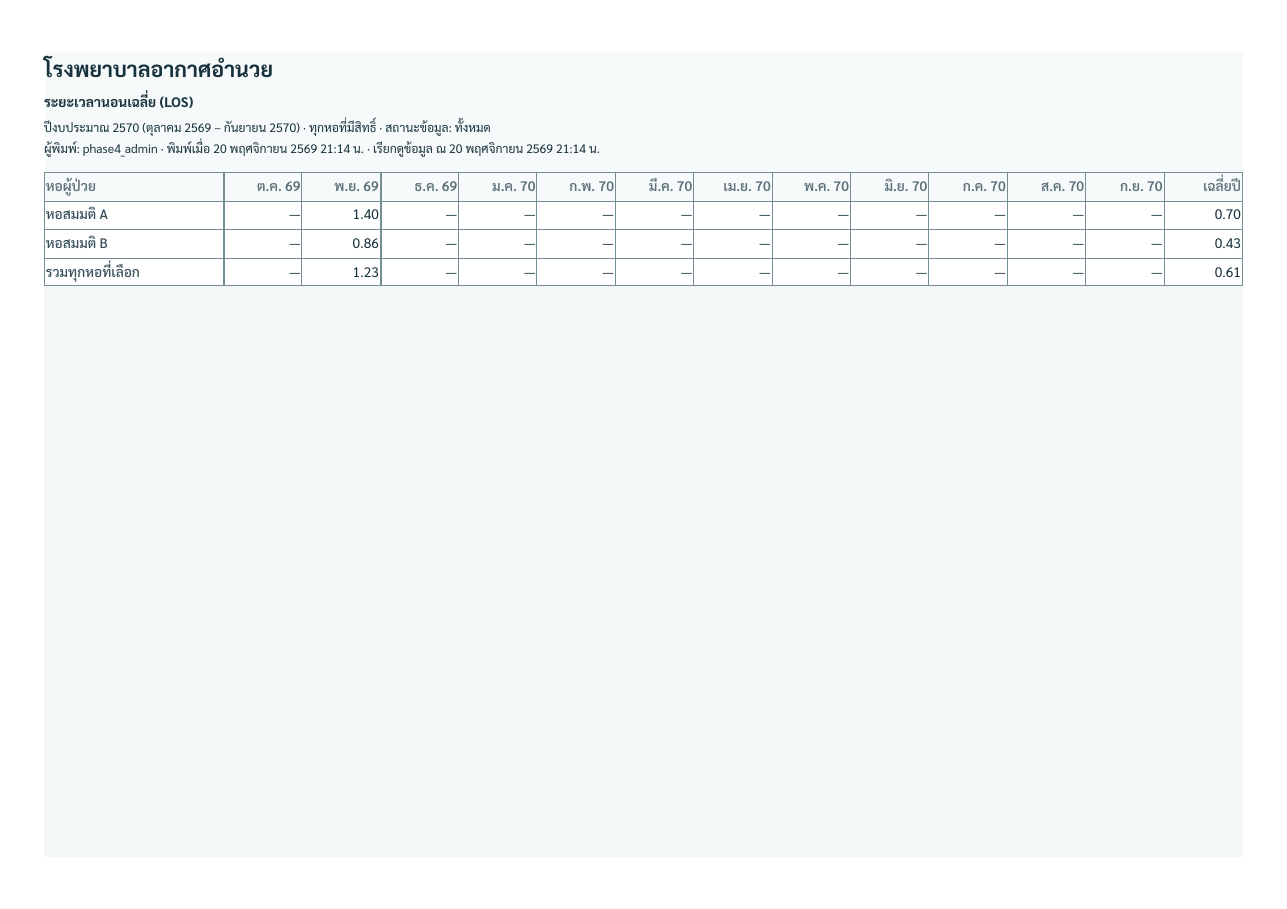 โรงพยาบาลอากาศอำนวย
ระยะเวลานอนเฉลี่ย (LOS)
ปีงบประมาณ 2570 (ตุลาคม 2569 – กันยายน 2570) · ทุกหอที่มีสิทธิ์ · สถานะข้อมูล: ทั้งหมด
ผู้พิมพ์: phase4_admin · พิมพ์เมื่อ 20 พฤศจิกายน 2569 21:14 น. · เรียกดูข้อมูล ณ 20 พฤศจิกายน 2569 21:14 น.
หอผู้ป่วย ต.ค. 69 พ.ย. 69 ธ.ค. 69 ม.ค. 70 ก.พ. 70 มี.ค. 70 เม.ย. 70 พ.ค. 70 มิ.ย. 70 ก.ค. 70 ส.ค. 70 ก.ย. 70 เฉลี่ยปี
หอสมมติ A — 1.40 — — — — — — — — — — 0.70
หอสมมติ B — 0.86 — — — — — — — — — — 0.43
รวมทุกหอที่เลือก — 1.23 — — — — — — — — — — 0.61